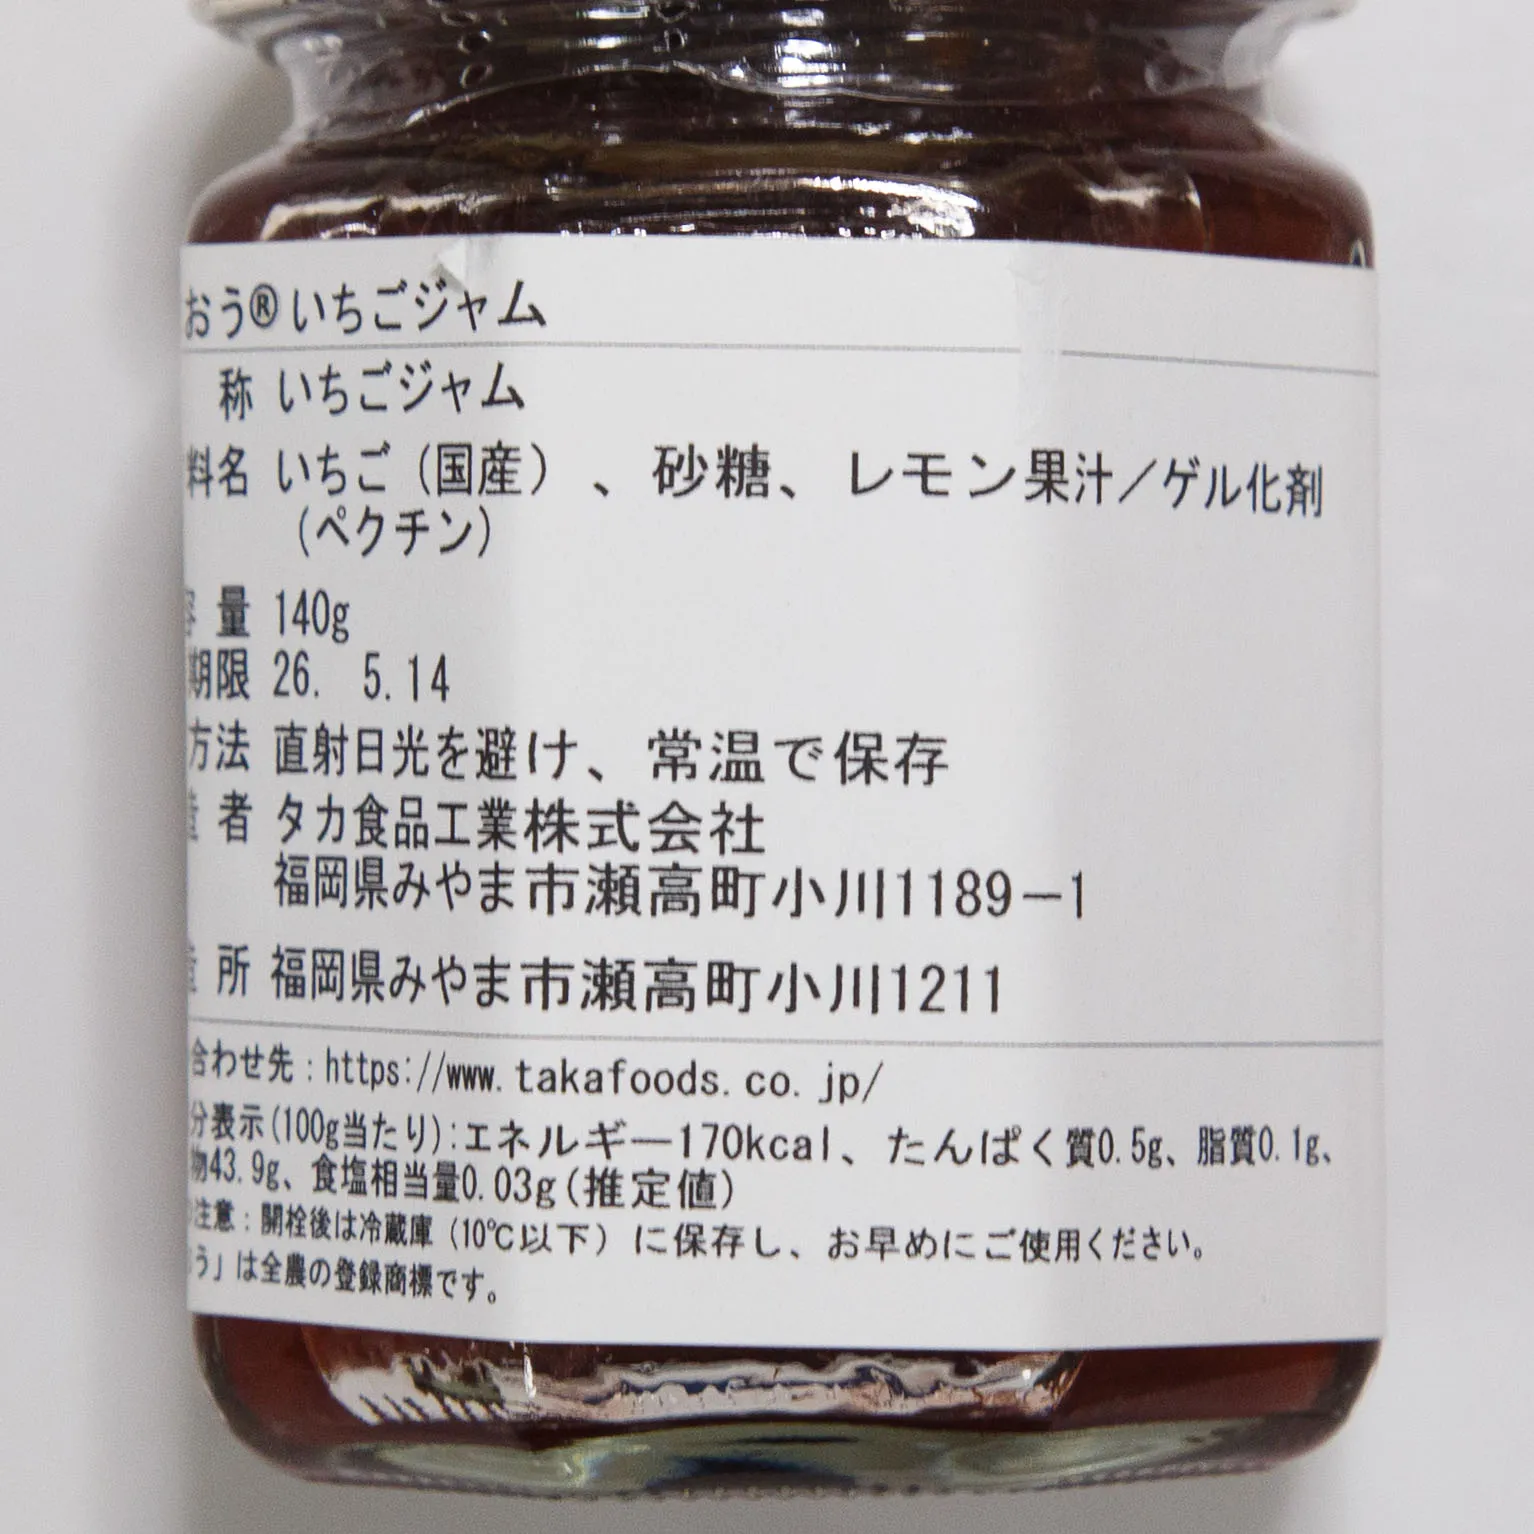 おう®いちごジャム
称 いちごジャム
料名 いちご（国産）、砂糖、レモン果汁／ゲル化剤
（ペクチン）
量 140g
期限 26. 5.14
方法 直射日光を避け、常温で保存
者 タカ食品工業株式会社
福岡県みやま市瀬高町小川1189－1
所 福岡県みやま市瀬高町小川1211
合わせ先：https://www.takafoods.co.jp/
分表示(100g当たり):エネルギー170kcal、たんぱく質0.5g、脂質0.1g、
物43.9g、食塩相当量0.03g(推定値)
注意：開栓後は冷蔵庫（10℃以下）に保存し、お早めにご使用ください。
う」は全農の登録商標です。